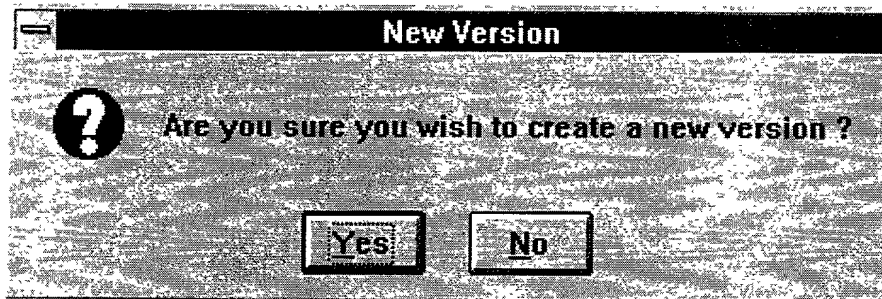 New Version
Are you sure you wish to create a new version ?
Yes
No